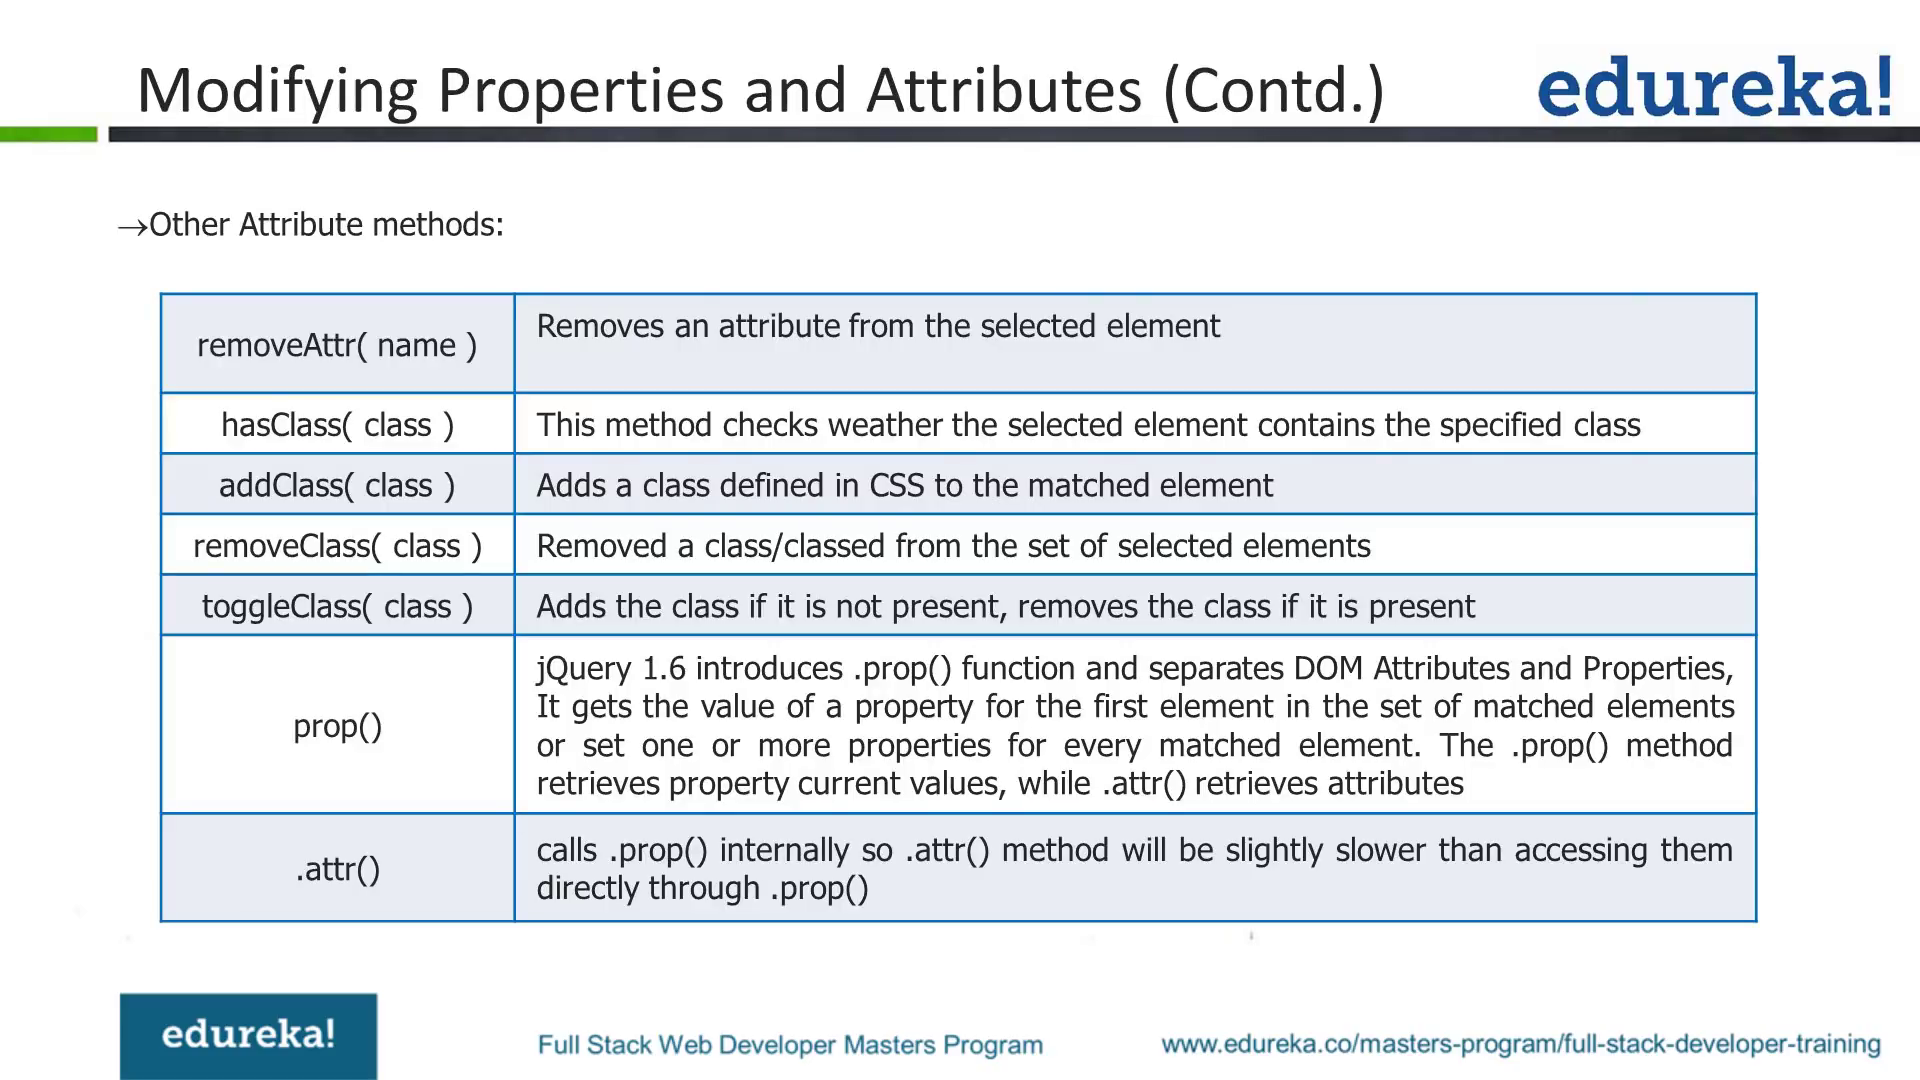 Modifying Properties and Attributes (Contd.)
edureka!
→Other Attribute methods:
removeAttr( name )
Removes an attribute from the selected element
hasClass( class )
This method checks weather the selected element contains the specified class
addClass( class )
Adds a class defined in CSS to the matched element
removeClass( class )
Removed a class/classed from the set of selected elements
toggleClass( class )
Adds the class if it is not present, removes the class if it is present
prop()
jQuery 1.6 introduces .prop() function and separates DOM Attributes and Properties,
It gets the value of a property for the first element in the set of matched elements
or set one or more properties for every matched element. The .prop() method
retrieves property current values, while .attr() retrieves attributes
.attr()
calls .prop() internally so .attr() method will be slightly slower than accessing them
directly through .prop()
edureka!
Full Stack Web Developer Masters Program
www.edureka.co/masters-program/full-stack-developer-training